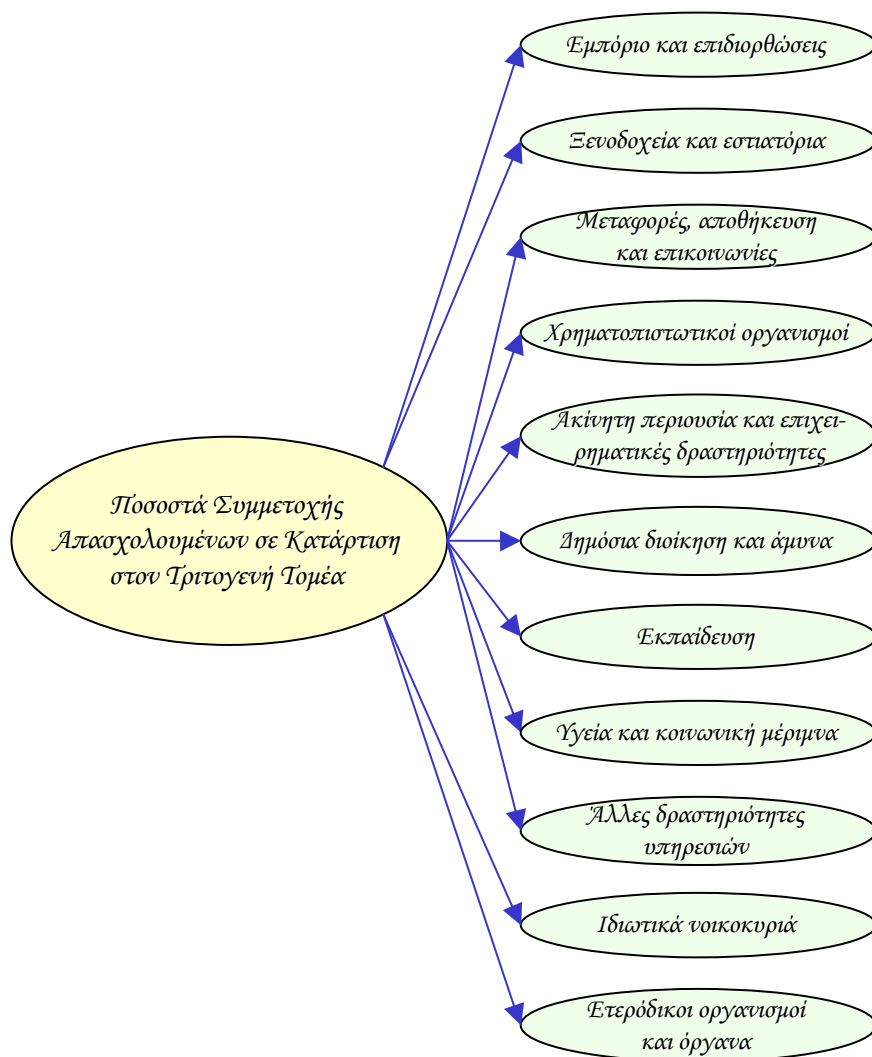 Εμπόριο και επιδιορθώσεις
Ξενοδοχεία και εστιατόρια
Μεταφορές, αποθήκευση
και επικοινωνίες
Χρηματοπιστωτικοί οργανισμοί
Ακίνητη περιουσία και επιχει-
ρηματικές δραστηριότητες
Ποσοστά Συμμετοχής
Απασχολουμένων σε Κατάρτιση
στον Τριτογενή Τομέα
Δημόσια διοίκηση και άμυνα
Εκπαίδευση
Υγεία και κοινωνική μέριμνα
Άλλες δραστηριότητες
υπηρεσιών
Ιδιωτικά νοικοκυριά
Ετερόδικοι οργανισμοί
και όργανα